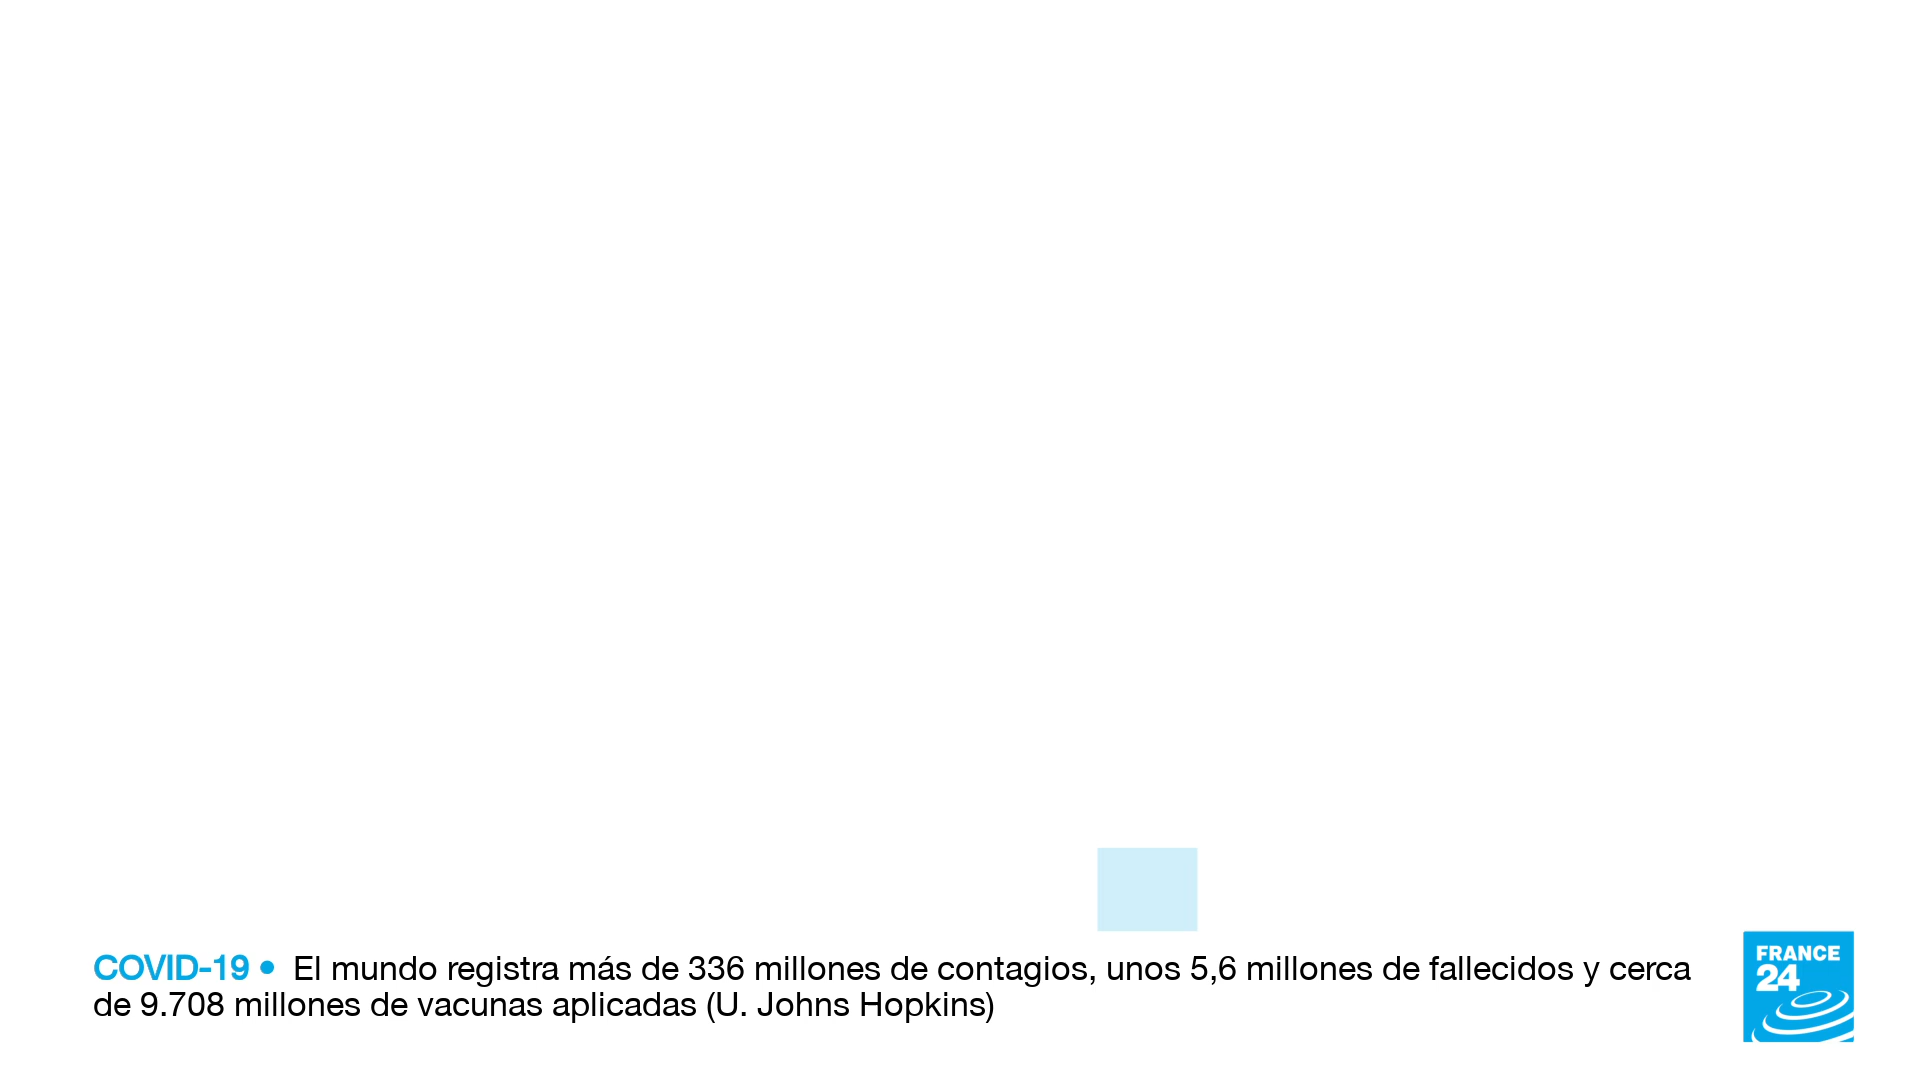 COVID-19 • El mundo registra más de 336 millones de contagios, unos 5,6 millones de fallecidos y cerca
de 9.708 millones de vacunas aplicadas (U. Johns Hopkins)
FRANCE
24